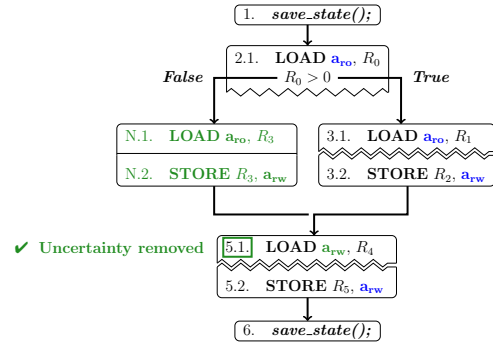 1. save_state();
2.1. LOAD a_ro, R_0
False R_0 > 0 True
N.1. LOAD a_ro, R_3
N.2. STORE R_3, a_rw
3.1. LOAD a_ro, R_1
3.2. STORE R_2, a_rw
✔ Uncertainty removed
5.1. LOAD a_rw, R_4
5.2. STORE R_5, a_rw
6. save_state();